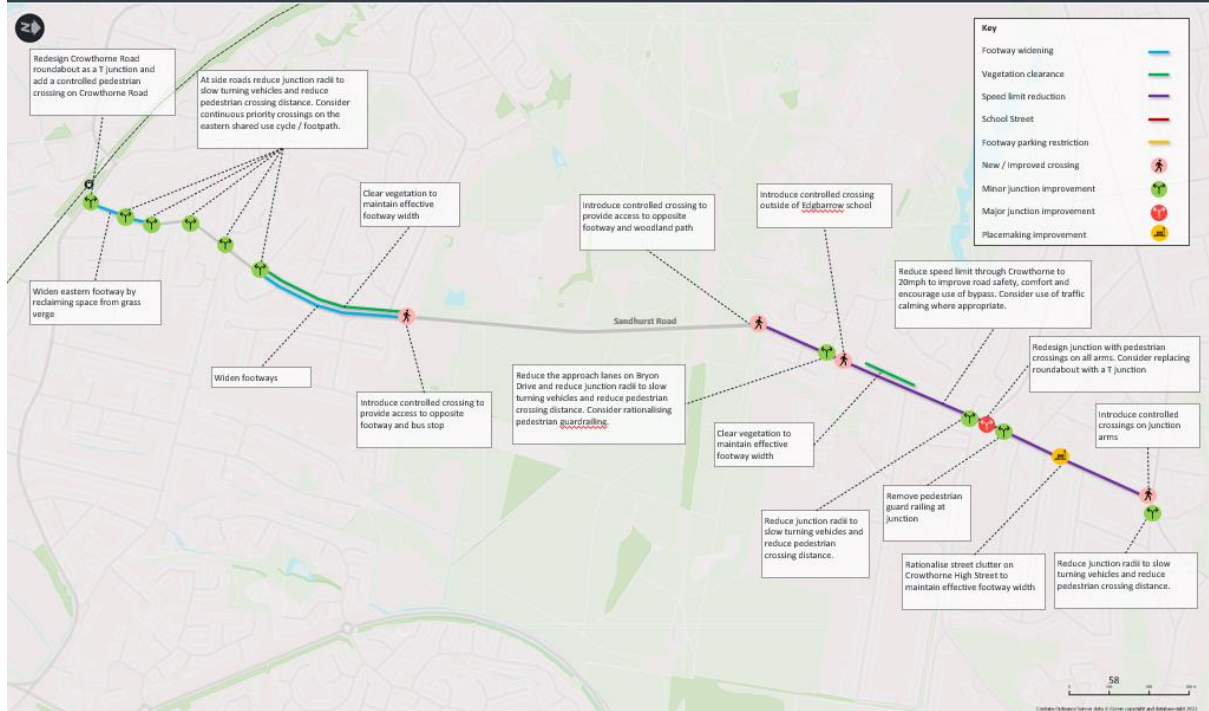 Z
Redesign Crowthorne Road
roundabout as a T junction and
add a controlled pedestrian
crossing on Crowthorne Road
At side roads reduce junction radii to
slow turning vehicles and reduce
pedestrian crossing distance. Consider
continuous priority crossings on the
eastern shared use cycle / footpath.
Clear vegetation to
maintain effective
footway width
Introduce controlled crossing to
provide access to opposite
footway and woodland path
Introduce controlled crossing
outside of Edgbarrow school
Key
Footway widening
Vegetation clearance
Speed limit reduction
School Street
Footway parking restriction
New / Improved crossing
Minor junction improvement
Major junction improvement
Placemaking improvement
Reduce speed limit through Crowthorne to
20mph to improve road safety, comfort and
encourage use of bypass. Consider use of traffic
calming where appropriate.
Widen eastern footway by
reclaiming space from grass
verge
Sandhurst Road
Redesign junction with pedestrian
crossings on all arms. Consider replacing
roundabout with a T junction
Widen footways
Introduce controlled crossing to
provide access to opposite
footway and bus stop
Reduce the approach lanes on Bryon
Drive and reduce junction radii to slow
turning vehicles and reduce pedestrian
crossing distance. Consider rationalising
pedestrian guardrailing.
Clear vegetation to
maintain effective
footway width
Introduce controlled
crossings on junction
arms
Reduce junction radii to
slow turning vehicles and
reduce pedestrian
crossing distance.
Remove pedestrian
guard railing at
junction
Rationalise street clutter on
Crowthorne High Street to
maintain effective footway width
Reduce junction radii to slow
turning vehicles and reduce
pedestrian crossing distance.
58
Contains Ordnance Survey data © Crown copyright and database right 2022